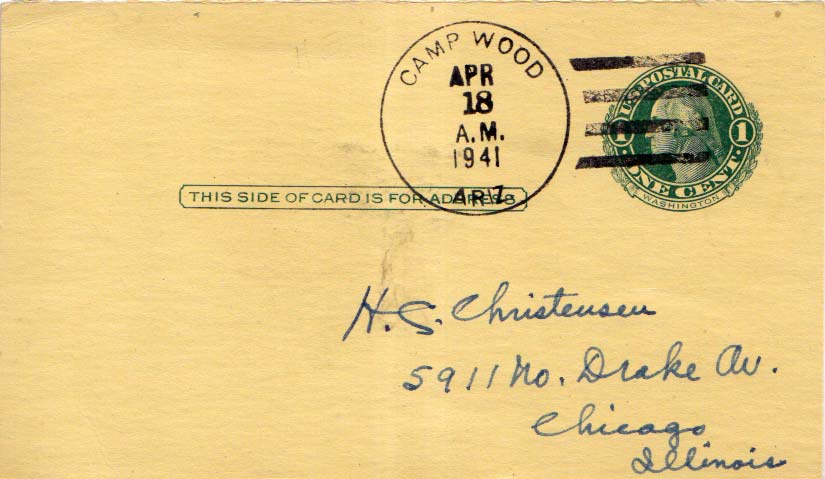 CAMP WOOD
APR
18
A.M.
1941
ARIZ.
U.S. POSTAL CARD
1 1
ONE CENT
WASHINGTON
THIS SIDE OF CARD IS FOR ADDRESS
H. S. Christensen
5911 No. Drake Av.
Chicago
Illinois